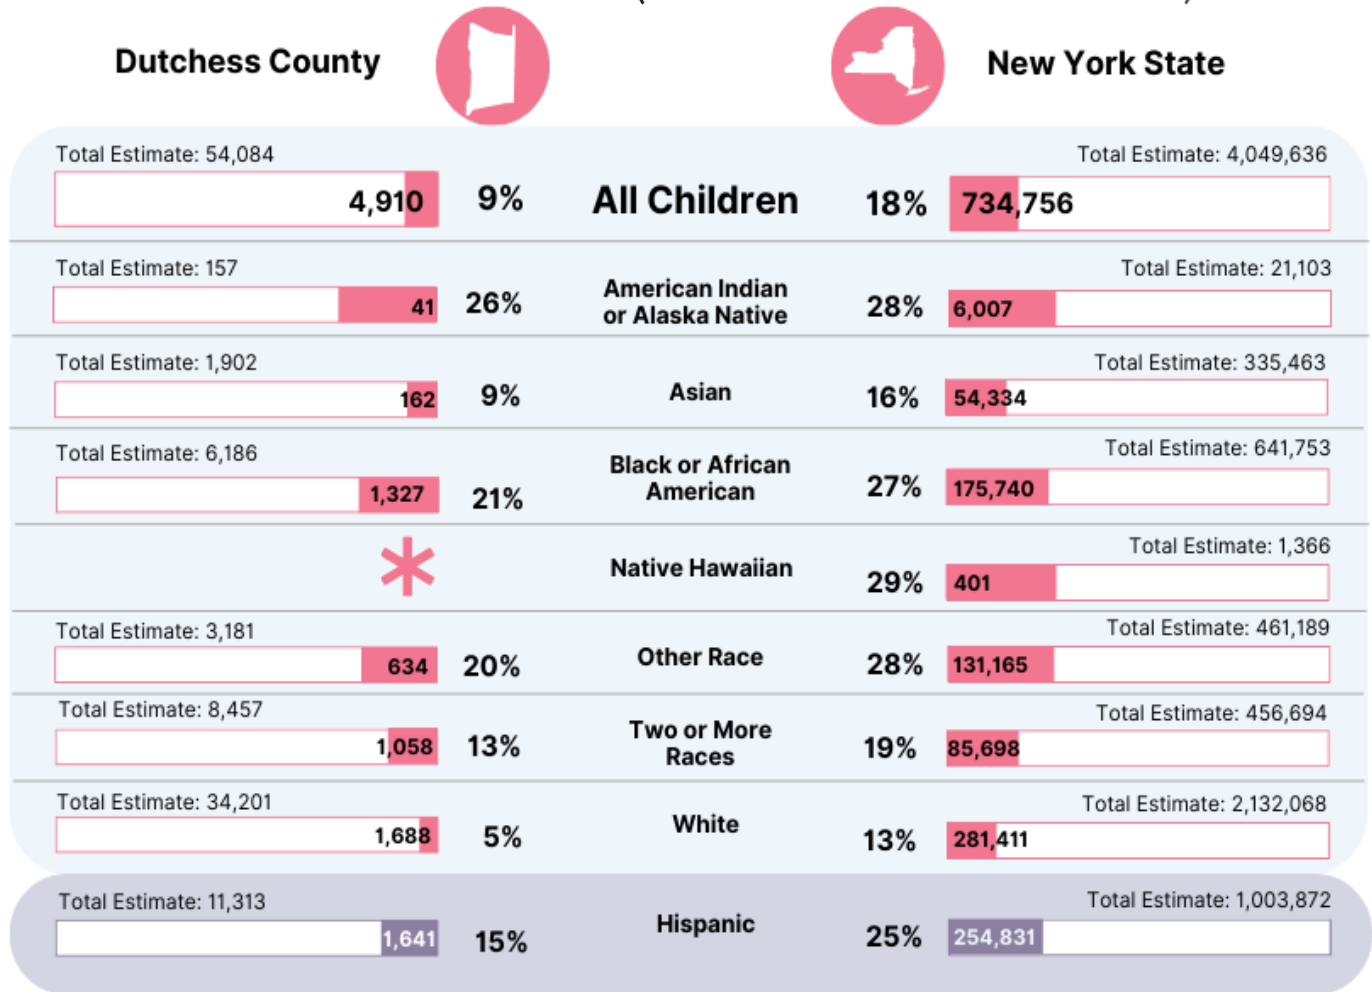 Dutchess County
New York State
Total Estimate: 54,084
4,910
9%
All Children
18%
Total Estimate: 4,049,636
734,756
Total Estimate: 157
41
26%
American Indian
or Alaska Native
28%
Total Estimate: 21,103
6,007
Total Estimate: 1,902
162
9%
Asian
16%
Total Estimate: 335,463
54,334
Total Estimate: 6,186
1,327
21%
Black or African
American
27%
Total Estimate: 641,753
175,740
*
Native Hawaiian
29%
Total Estimate: 1,366
401
Total Estimate: 3,181
634
20%
Other Race
28%
Total Estimate: 461,189
131,165
Total Estimate: 8,457
1,058
13%
Two or More
Races
19%
Total Estimate: 456,694
85,698
Total Estimate: 34,201
1,688
5%
White
13%
Total Estimate: 2,132,068
281,411
Total Estimate: 11,313
1,641
15%
Hispanic
25%
Total Estimate: 1,003,872
254,831